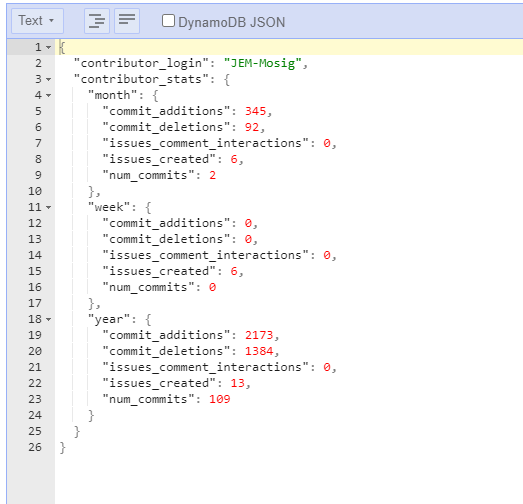 Text DynamoDB JSON
1 {
2 "contributor_login": "JEM-Mosig",
3 "contributor_stats": {
4 "month": {
5 "commit_additions": 345,
6 "commit_deletions": 92,
7 "issues_comment_interactions": 0,
8 "issues_created": 6,
9 "num_commits": 2
10 },
11 "week": {
12 "commit_additions": 0,
13 "commit_deletions": 0,
14 "issues_comment_interactions": 0,
15 "issues_created": 6,
16 "num_commits": 0
17 },
18 "year": {
19 "commit_additions": 2173,
20 "commit_deletions": 1384,
21 "issues_comment_interactions": 0,
22 "issues_created": 13,
23 "num_commits": 109
24 }
25 }
26 }